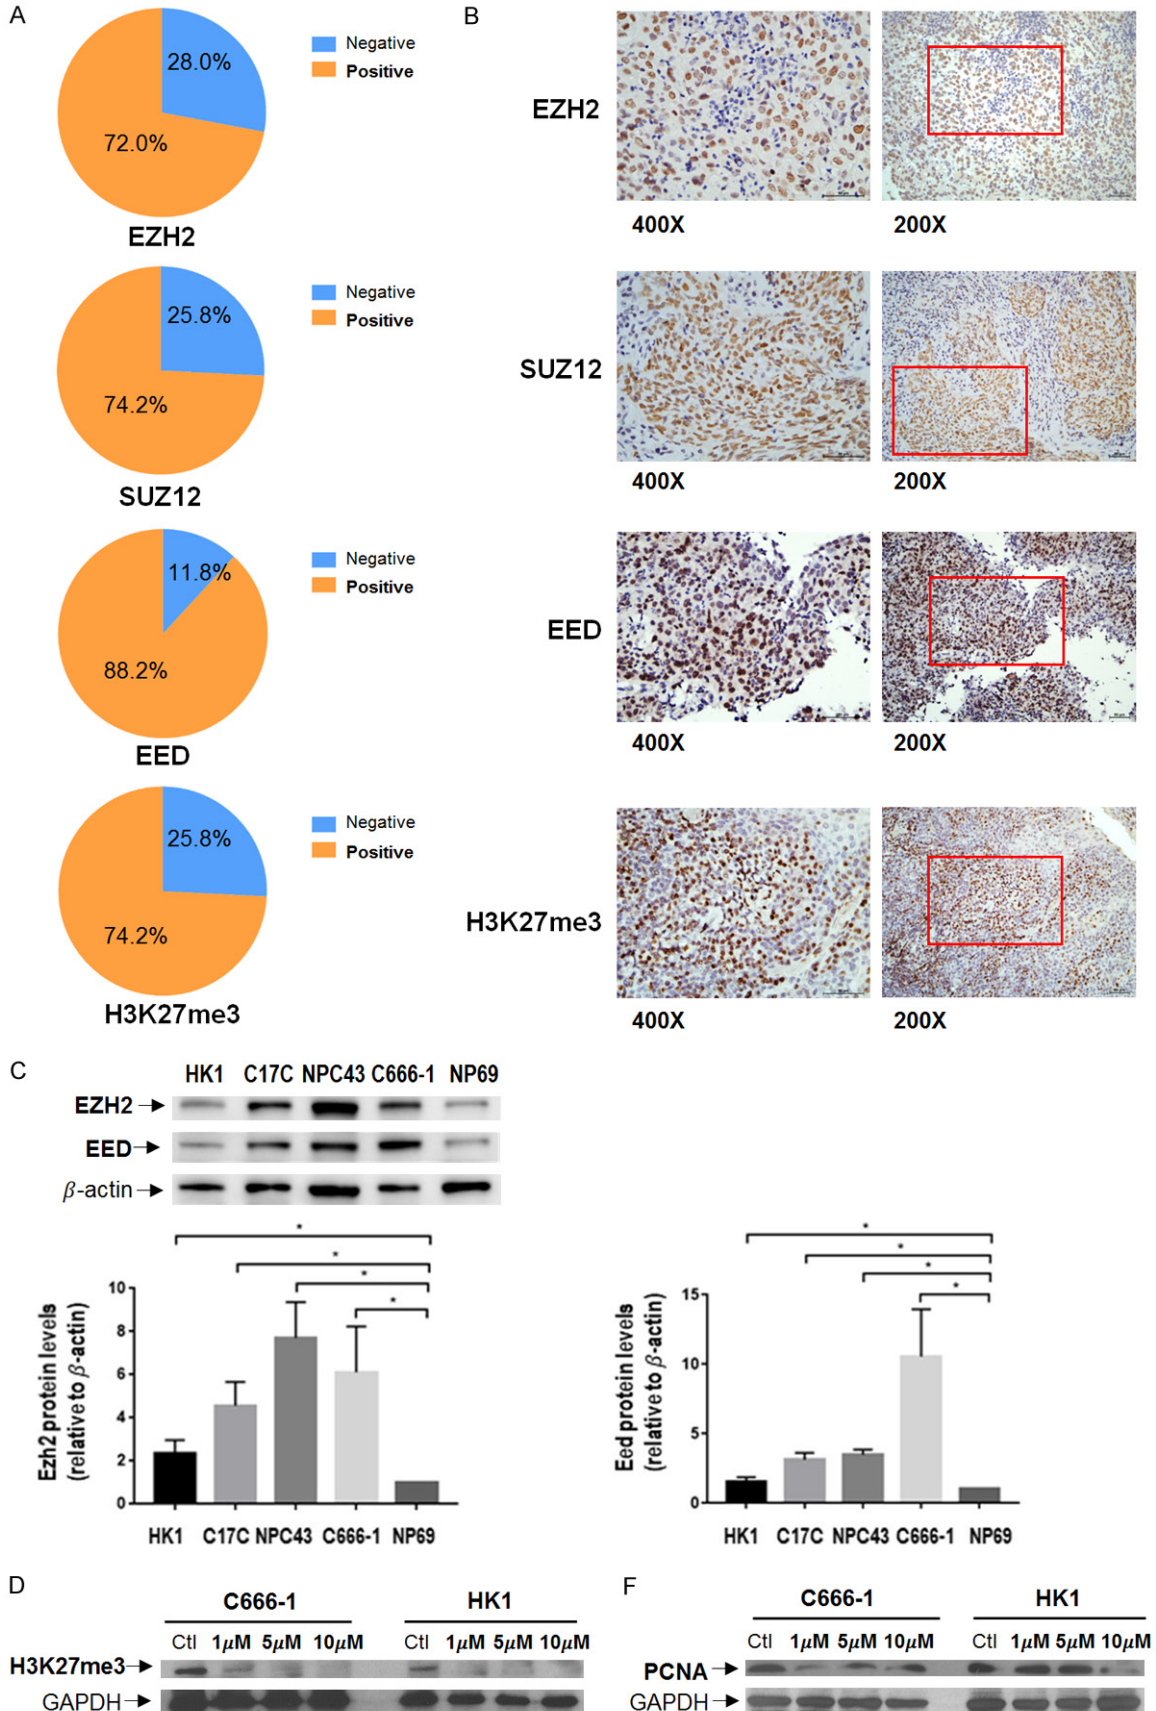 A
Negative
Positive
28.0%
72.0%
EZH2
Negative
Positive
25.8%
74.2%
SUZ12
Negative
Positive
11.8%
88.2%
EED
Negative
Positive
25.8%
74.2%
H3K27me3
B
EZH2
400X 200X
SUZ12
400X 200X
EED
400X 200X
H3K27me3
400X 200X
C
HK1 C17C NPC43 C666-1 NP69
EZH2
EED
β-actin
* * * *
Ezh2 protein levels
(relative to β-actin)
10
8
6
4
2
0
HK1 C17C NPC43 C666-1 NP69
* * * *
Eed protein levels
(relative to β-actin)
15
10
5
0
HK1 C17C NPC43 C666-1 NP69
D
C666-1 HK1
Ctl 1μM 5μM 10μM Ctl 1μM 5μM 10μM
H3K27me3
GAPDH
F
C666-1 HK1
Ctl 1μM 5μM 10μM Ctl 1μM 5μM 10μM
PCNA
GAPDH